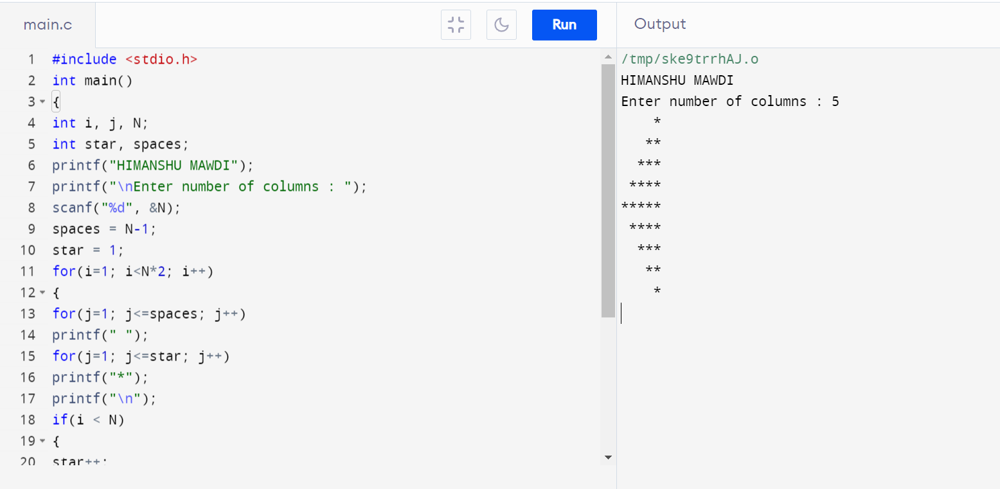 main.c
Run
Output
1 #include <stdio.h>
2 int main()
3 {
4 int i, j, N;
5 int star, spaces;
6 printf("HIMANSHU MAWDI");
7 printf("\nEnter number of columns : ");
8 scanf("%d", &N);
9 spaces = N-1;
10 star = 1;
11 for(i=1; i<N*2; i++)
12 {
13 for(j=1; j<=spaces; j++)
14 printf(" ");
15 for(j=1; j<=star; j++)
16 printf("*");
17 printf("\n");
18 if(i < N)
19 {
20 star++;
/tmp/ske9trrhAJ.o
HIMANSHU MAWDI
Enter number of columns : 5
    *
   **
  ***
 ****
*****
 ****
  ***
   **
    *